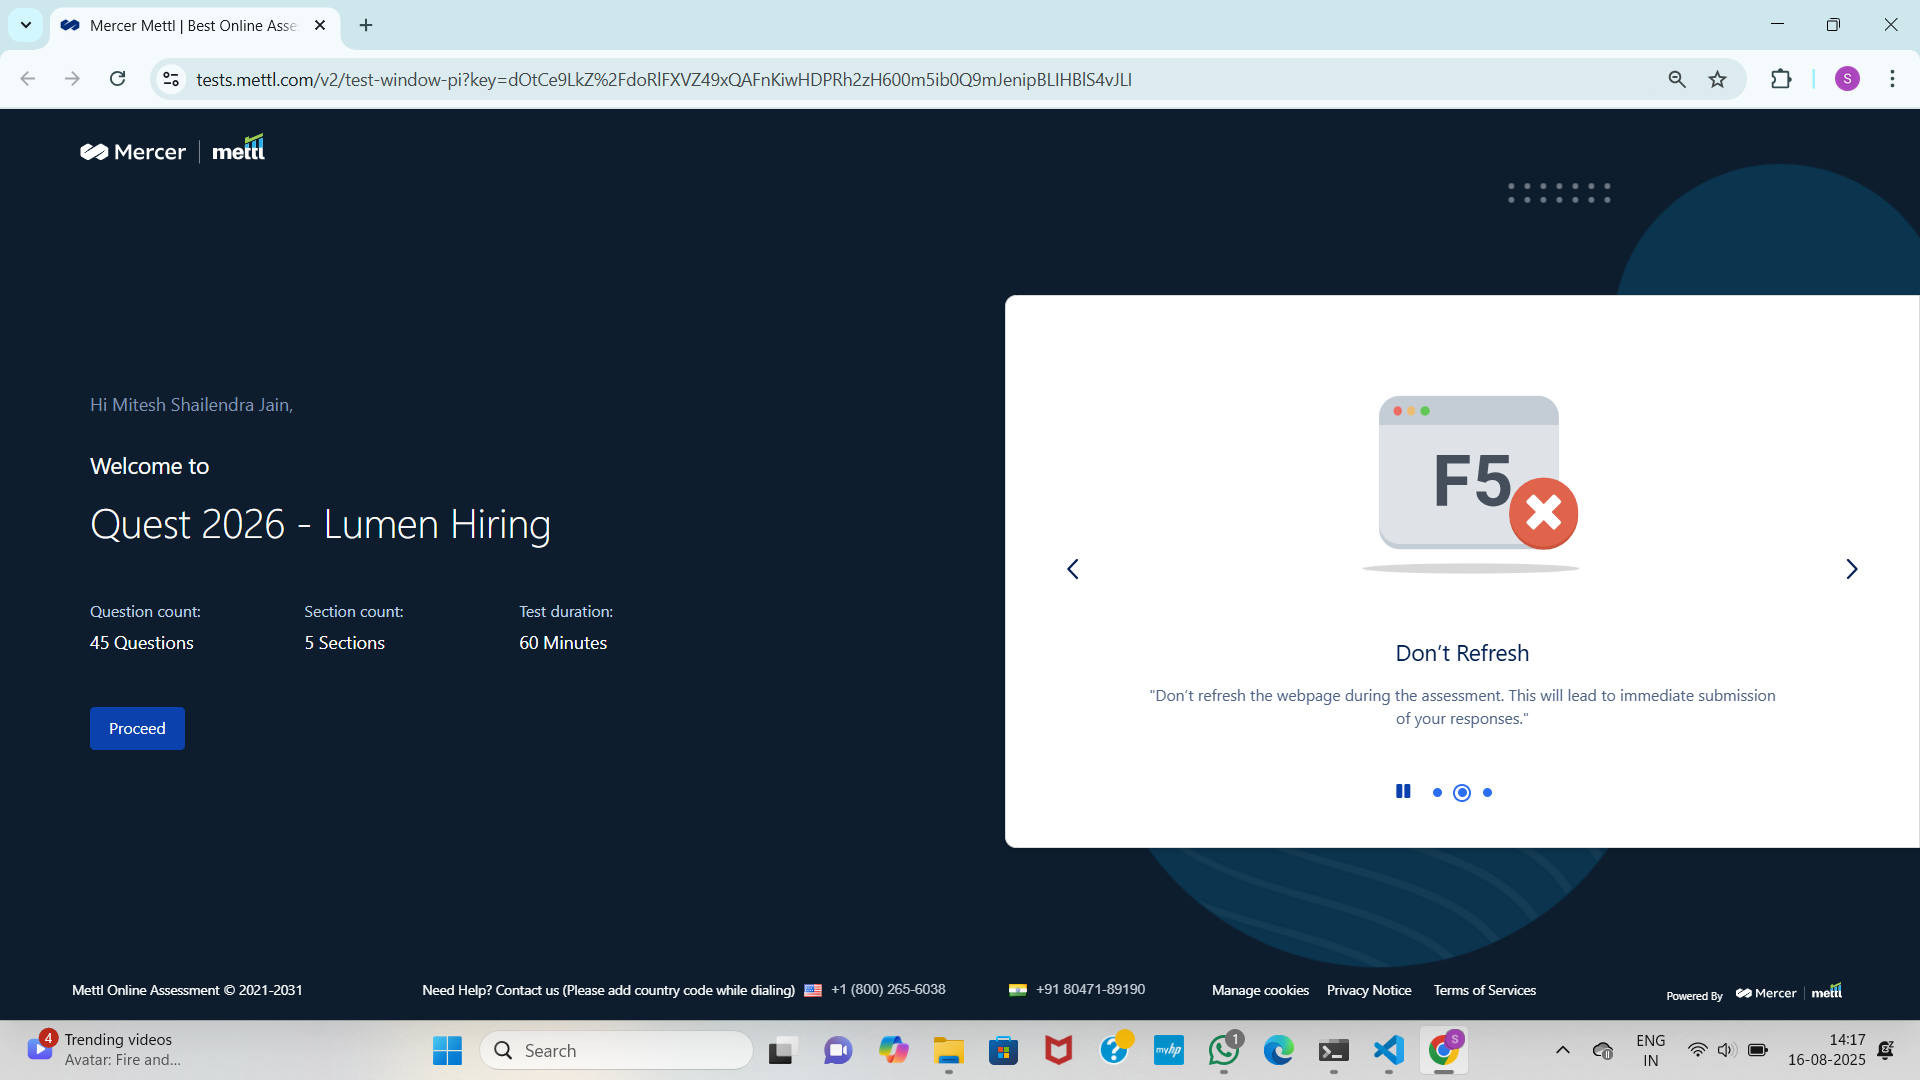 Mercer Mettl | Best Online Asse
tests.mettl.com/v2/test-window-pi?key=dOtCe9LkZ%2FdoRlFXVZ49xQAFnKiwHDPRh2zH600m5ib0Q9mJenipBLIHBlS4vJLI
S
Mercer | mettl
Hi Mitesh Shailendra Jain,
Welcome to
Quest 2026 - Lumen Hiring
Question count:
45 Questions
Section count:
5 Sections
Test duration:
60 Minutes
Proceed
F5
Don’t Refresh
"Don’t refresh the webpage during the assessment. This will lead to immediate submission
of your responses."
Mettl Online Assessment © 2021-2031
Need Help? Contact us (Please add country code while dialing) +1 (800) 265-6038
+91 80471-89190
Manage cookies
Privacy Notice
Terms of Services
Powered By Mercer | mettl
4
Trending videos
Avatar: Fire and...
Search
myhp
1
S
ENG
IN
14:17
16-08-2025